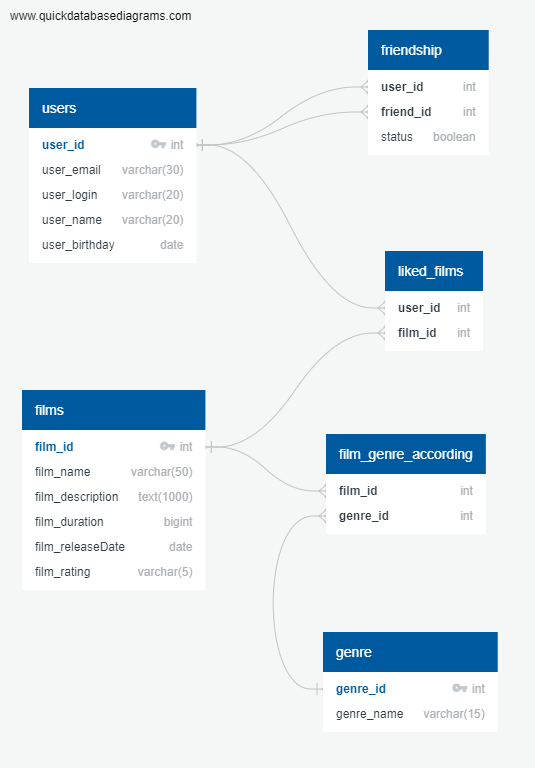 www.quickdatabasediagrams.com
friendship
user_id int
friend_id int
status boolean
users
user_id int
user_email varchar(30)
user_login varchar(20)
user_name varchar(20)
user_birthday date
liked_films
user_id int
film_id int
films
film_id int
film_name varchar(50)
film_description text(1000)
film_duration bigint
film_releaseDate date
film_rating varchar(5)
film_genre_according
film_id int
genre_id int
genre
genre_id int
genre_name varchar(15)